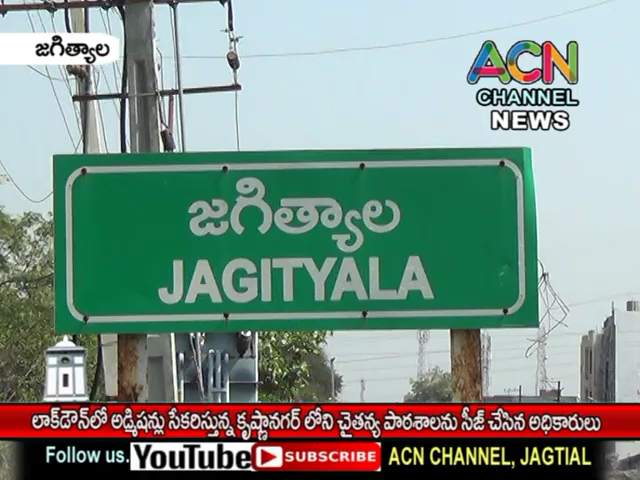 జగిత్యాల
ACN
CHANNEL
NEWS
జగిత్యాల
JAGITYALA
లాక్‌డౌన్‌లో అడ్మిషన్లు సేకరిస్తున్న కృష్ణానగర్ లోని చైతన్య పాఠశాలను సీజ్ చేసిన అధికారులు
Follow us. YouTube SUBSCRIBE ACN CHANNEL, JAGTIAL